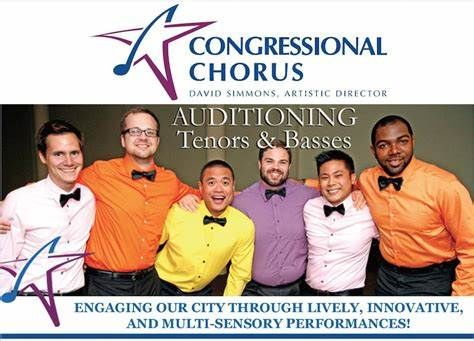 CONGRESSIONAL
CHORUS
DAVID SIMMONS, ARTISTIC DIRECTOR
AUDITIONING
Tenors & Basses
ENGAGING OUR CITY THROUGH LIVELY, INNOVATIVE,
AND MULTI-SENSORY PERFORMANCES!